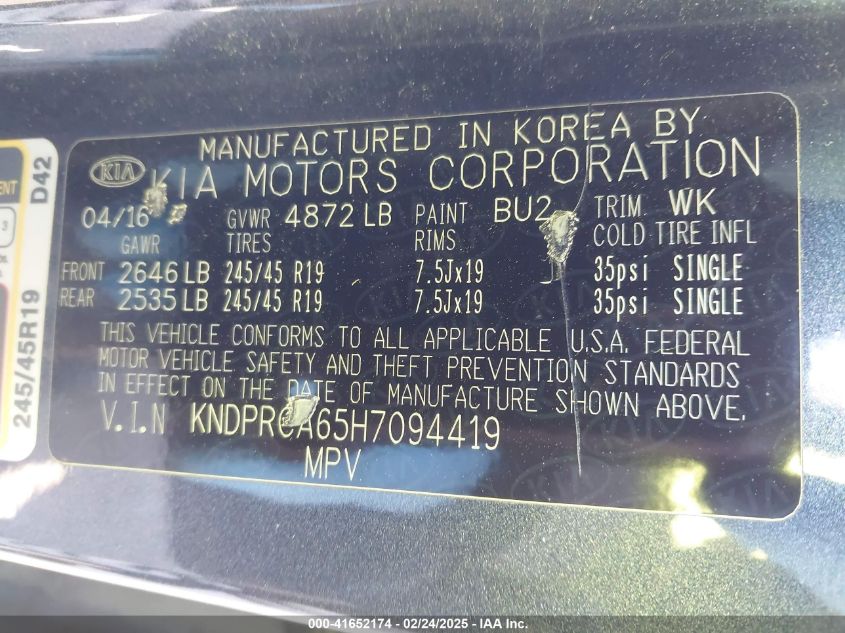 MANUFACTURED IN KOREA BY
KIA KIA MOTORS CORPORATION
04/16 GVWR 4872 LB PAINT BU2 TRIM WK
GAWR TIRES RIMS COLD TIRE INFL
FRONT 2646 LB 245/45 R19 7.5Jx19 35psi SINGLE
REAR 2535 LB 245/45 R19 7.5Jx19 35psi SINGLE
THIS VEHICLE CONFORMS TO ALL APPLICABLE U.S.A. FEDERAL
MOTOR VEHICLE SAFETY AND THEFT PREVENTION STANDARDS
IN EFFECT ON THE DATE OF MANUFACTURE SHOWN ABOVE.
V.I.N KNDPRCA65H7094419
MPV
D42
245/45R19
3
000-41652174 - 02/24/2025 - IAA Inc.